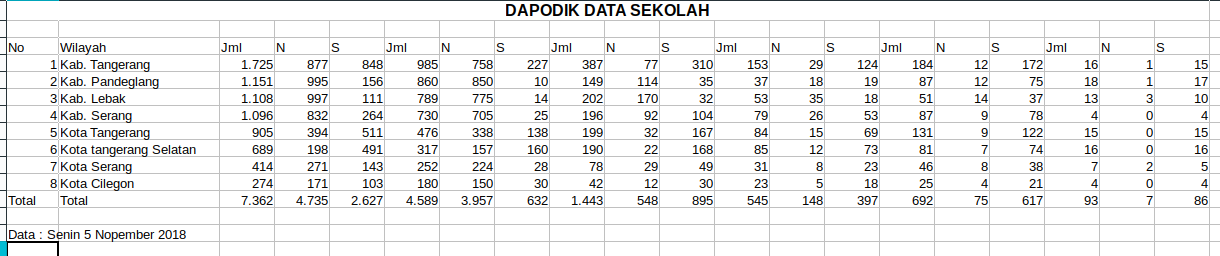 DAPODIK DATA SEKOLAH
No Wilayah Jml N S Jml N S Jml N S Jml N S Jml N S Jml N S
1 Kab. Tangerang 1.725 877 848 985 758 227 387 77 310 153 29 124 184 12 172 16 1 15
2 Kab. Pandeglang 1.151 995 156 860 850 10 149 114 35 37 18 19 87 12 75 18 1 17
3 Kab. Lebak 1.108 997 111 789 775 14 202 170 32 53 35 18 51 14 37 13 3 10
4 Kab. Serang 1.096 832 264 730 705 25 196 92 104 79 26 53 87 9 78 4 0 4
5 Kota Tangerang 905 394 511 476 338 138 199 32 167 84 15 69 131 9 122 15 0 15
6 Kota tangerang Selatan 689 198 491 317 157 160 190 22 168 85 12 73 81 7 74 16 0 16
7 Kota Serang 414 271 143 252 224 28 78 29 49 31 8 23 46 8 38 7 2 5
8 Kota Cilegon 274 171 103 180 150 30 42 12 30 23 5 18 25 4 21 4 0 4
Total Total 7.362 4.735 2.627 4.589 3.957 632 1.443 548 895 545 148 397 692 75 617 93 7 86
Data : Senin 5 Nopember 2018